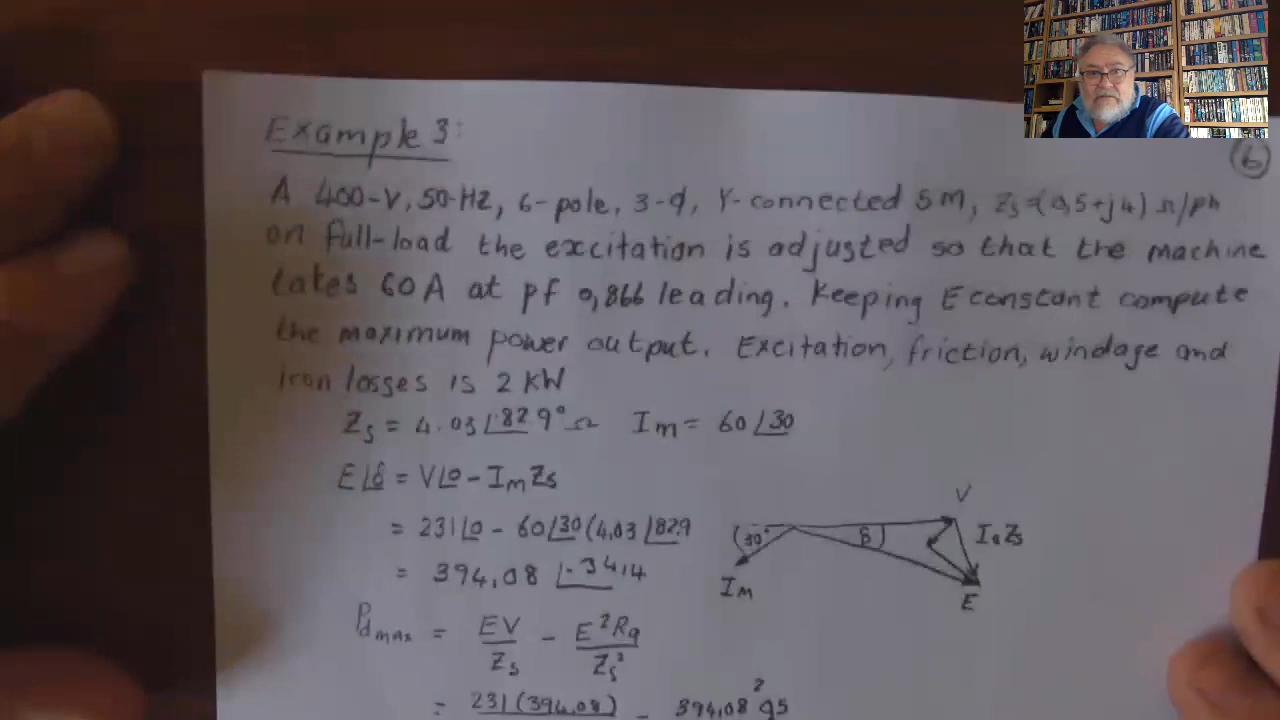 6
Example 3:
A 400-V, 50-HZ, 6-pole, 3-φ, Y-connected SM, Zs=(0,5+j4) Ω/ph
on full-load the excitation is adjusted so that the machine
takes 60A at pf 0,866 leading. Keeping E constant compute
the maximum power output. Excitation, friction, windage and
iron losses is 2 KW
Zs = 4.03∠82.9° Ω Im = 60∠30
E∠δ = V∠0 - ImZs
= 231∠0 - 60∠30(4,03∠82.9
= 394,08 ∠-34,4
Pdmax = EV/Zs - E²Ra/Zs²
= 231(394,08) - 394,08² 0,5
V
30°
δ
IaZs
Im
E